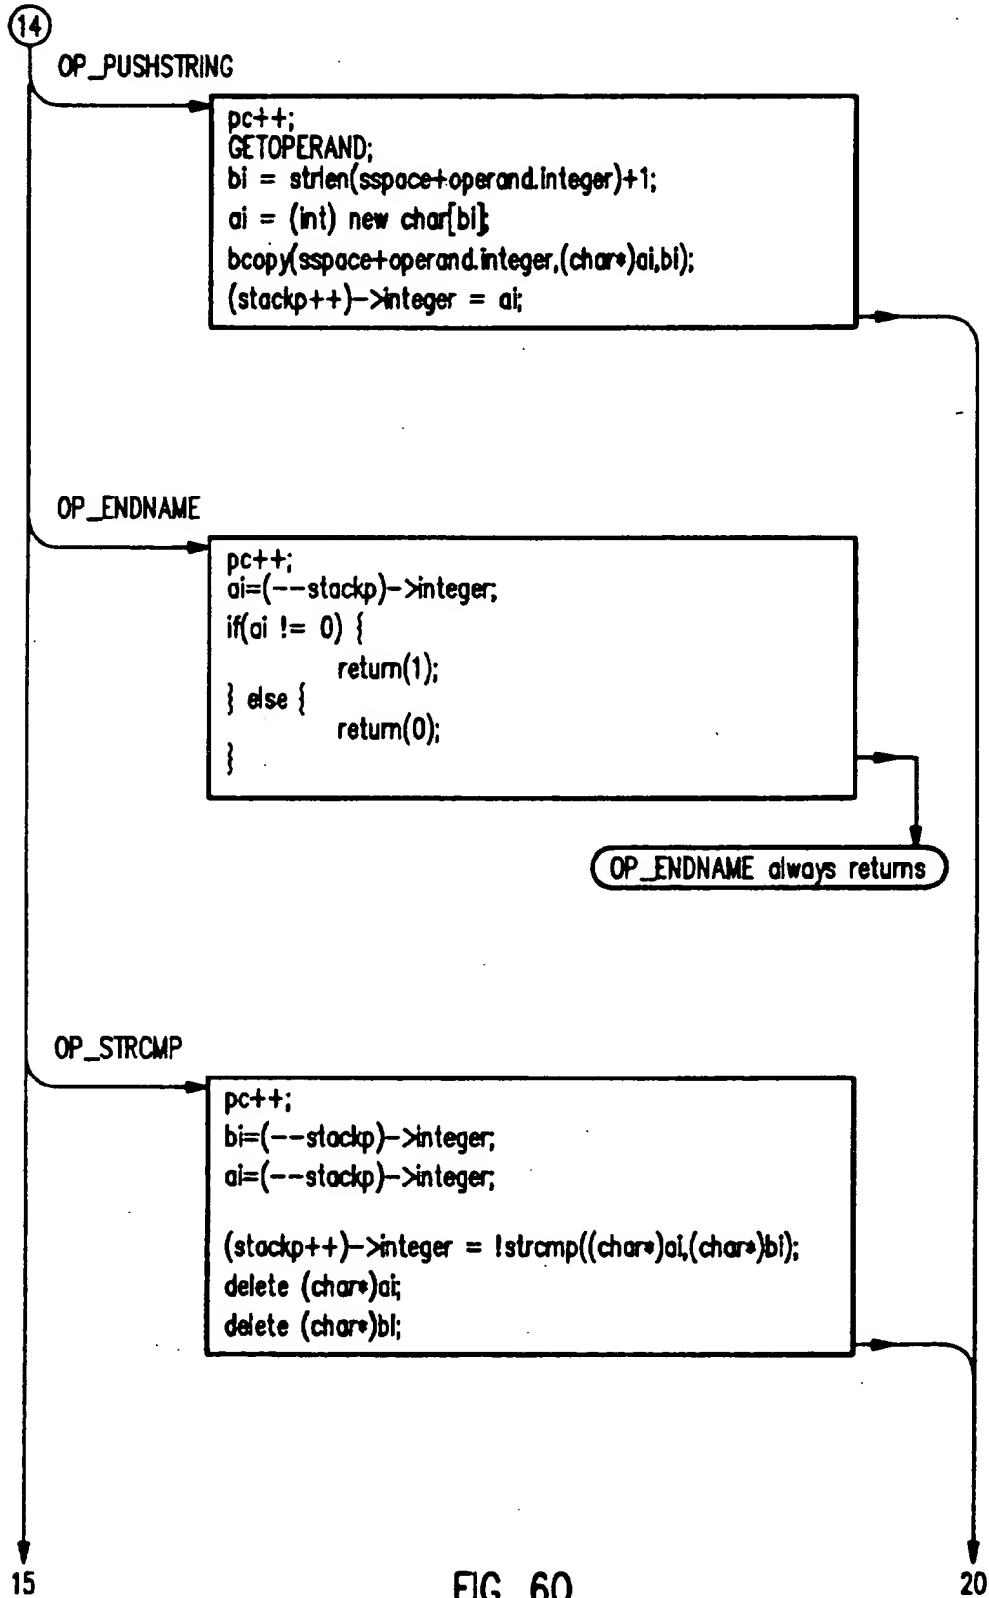 14
OP_PUSHSTRING
pc++;
GETOPERAND;
bi = strlen(sspace+operand.integer)+1;
ai = (int) new char[bi];
bcopy(sspace+operand.integer,(char*)ai,bi);
(stackp++)->integer = ai;
OP_ENDNAME
pc++;
ai=(--stackp)->integer;
if(ai != 0) {
return(1);
} else {
return(0);
}
OP_ENDNAME always returns
OP_STRCMP
pc++;
bi=(--stackp)->integer;
ai=(--stackp)->integer;
(stackp++)->integer = !strcmp((char*)ai,(char*)bi);
delete (char*)ai;
delete (char*)bi;
15
20
FIG. 60